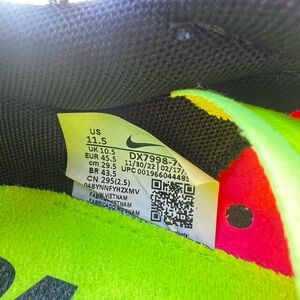 US
11.5
UK 10.5
EUR 45.5
cm 29.5
BR 43.5
CN 295(2.5)
DX7998-7
11/30/22 02/17/
UPC 00196604448
FABR VIETNAM